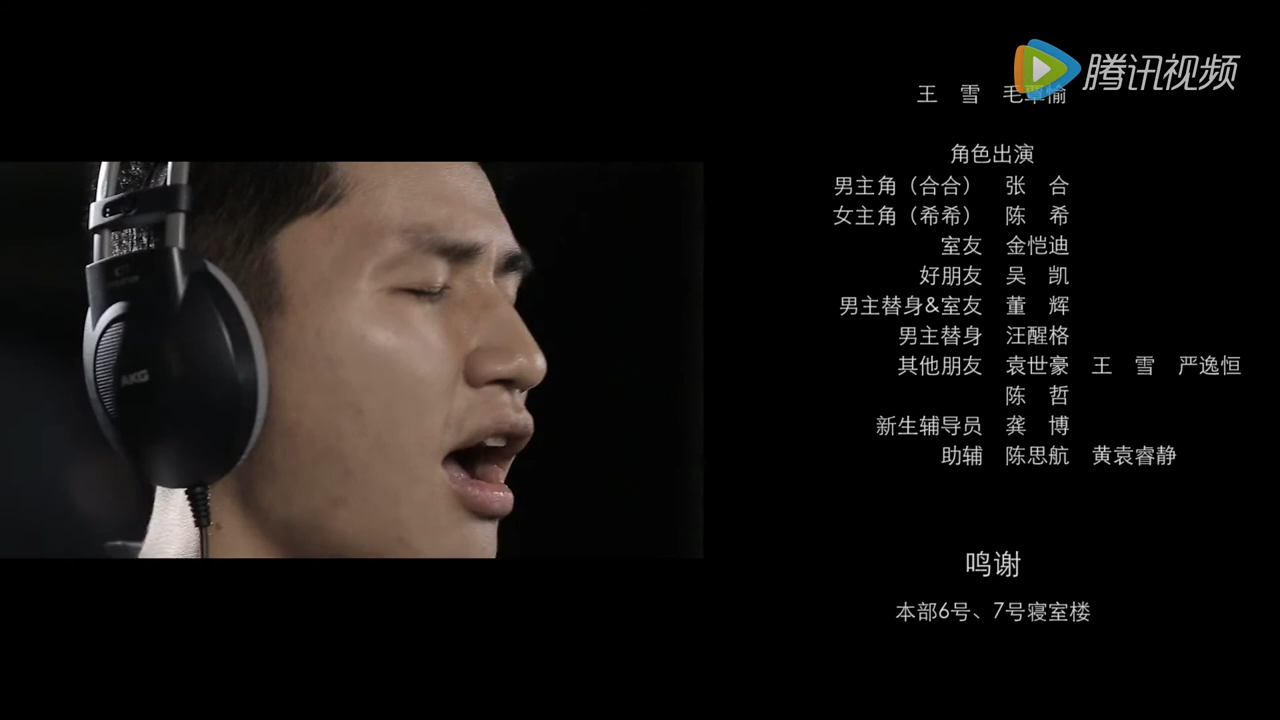 腾讯视频
王 雪 毛覃愉
角色出演
男主角（合合） 张 合
女主角（希希） 陈 希
室友 金恺迪
好朋友 吴 凯
男主替身&室友 董 辉
男主替身 汪醒格
其他朋友 袁世豪 王 雪 严逸恒
陈 哲
新生辅导员 龚 博
助辅 陈思航 黄袁睿静
鸣谢
本部6号、7号寝室楼
AKG